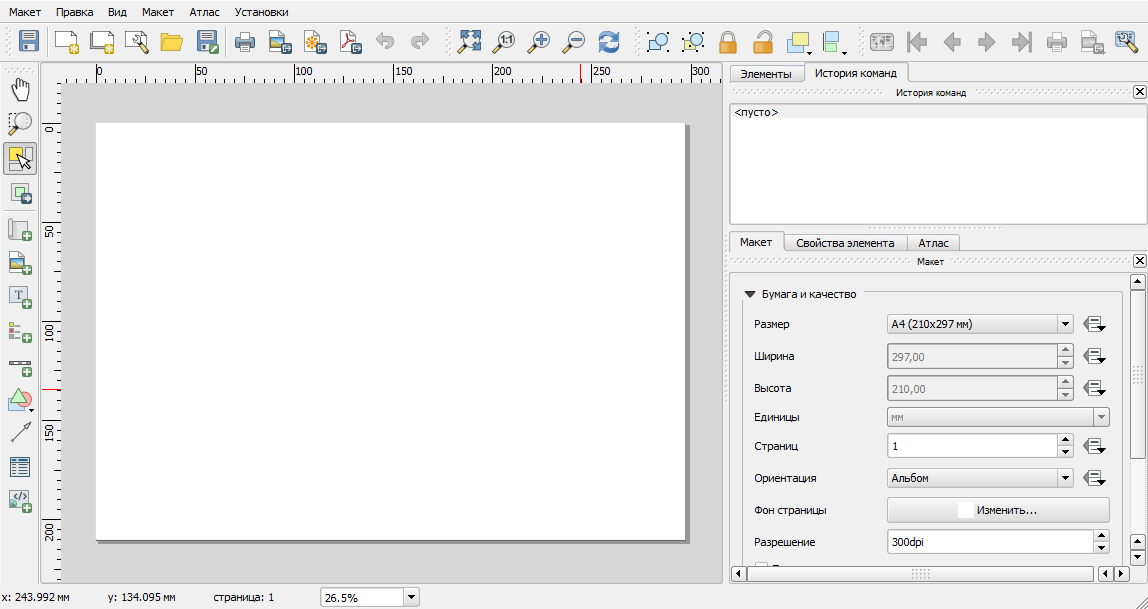 Макет Правка Вид Макет Атлас Установки
1:1
0 50 100 150 200 250 300
Элементы История команд
История команд
<пусто>
0
50
100
150
200
T
Макет Свойства элемента Атлас
Макет
Бумага и качество
Размер A4 (210x297 мм)
Ширина 297,00
Высота 210,00
Единицы мм
Страниц 1
Ориентация Альбом
Фон страницы Изменить...
Разрешение 300dpi
x: 243.992 мм y: 134.095 мм страница: 1 26.5%